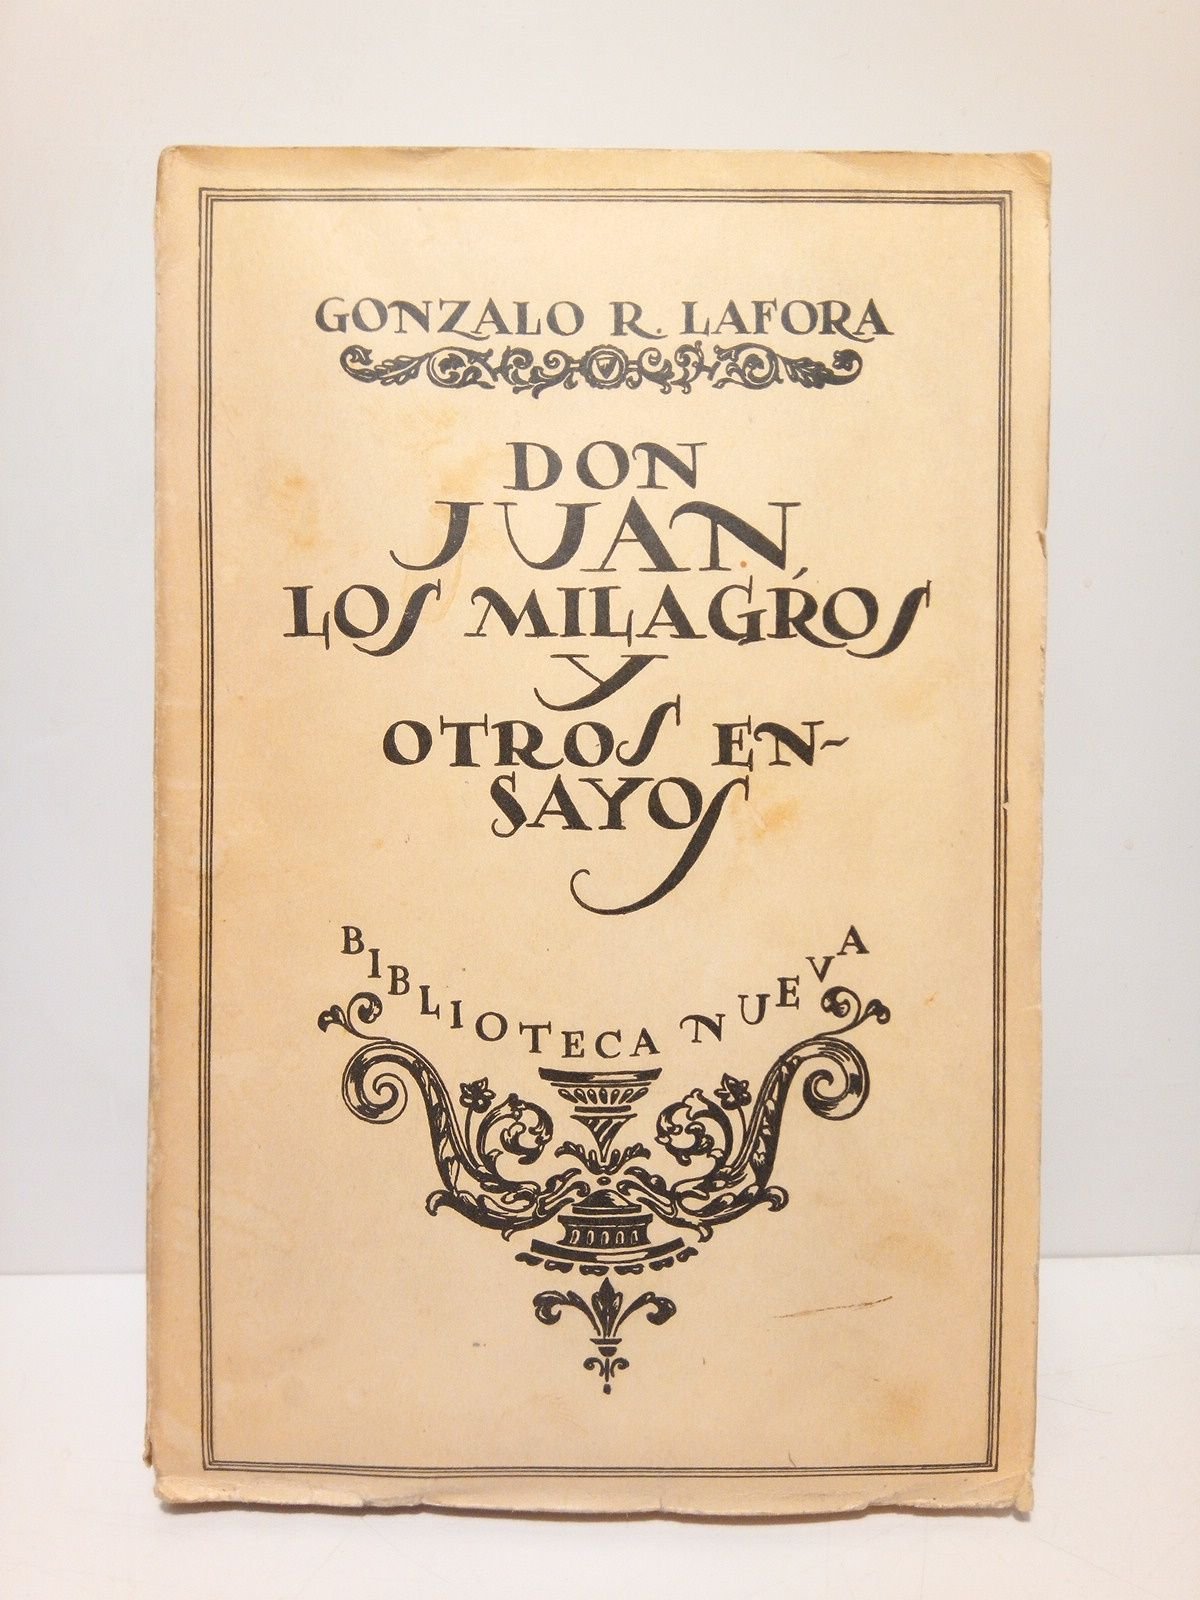 GONZALO R. LAFORA
DON
JUAN,
LOS MILAGROS
Y
OTROS EN-
SAYOS
BIBLIOTECA NUEVA